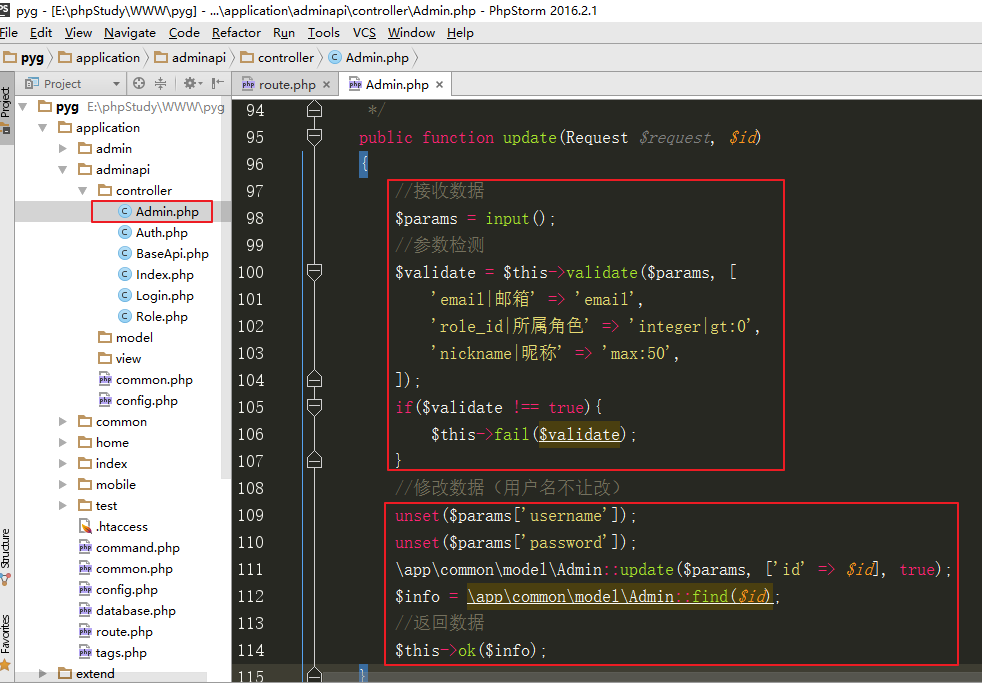 pyg - [E:\phpStudy\WWW\pyg] - ...\application\adminapi\controller\Admin.php - PhpStorm 2016.2.1
File Edit View Navigate Code Refactor Run Tools VCS Window Help
pyg application adminapi controller Admin.php
Project
route.php
Admin.php
Project
Structure
Favorites
pyg E:\phpStudy\WWW\pyg
application
admin
adminapi
controller
Admin.php
Auth.php
BaseApi.php
Index.php
Login.php
Role.php
model
view
common.php
config.php
common
home
index
mobile
test
.htaccess
command.php
common.php
config.php
database.php
route.php
tags.php
extend
94 */
95 public function update(Request $request, $id)
96 {
97 //接收数据
98 $params = input();
99 //参数检测
100 $validate = $this->validate($params, [
101 'email|邮箱' => 'email',
102 'role_id|所属角色' => 'integer|gt:0',
103 'nickname|昵称' => 'max:50',
104 ]);
105 if($validate !== true){
106 $this->fail($validate);
107 }
108 //修改数据（用户名不让改）
109 unset($params['username']);
110 unset($params['password']);
111 \app\common\model\Admin::update($params, ['id' => $id], true);
112 $info = \app\common\model\Admin::find($id);
113 //返回数据
114 $this->ok($info);
115 }